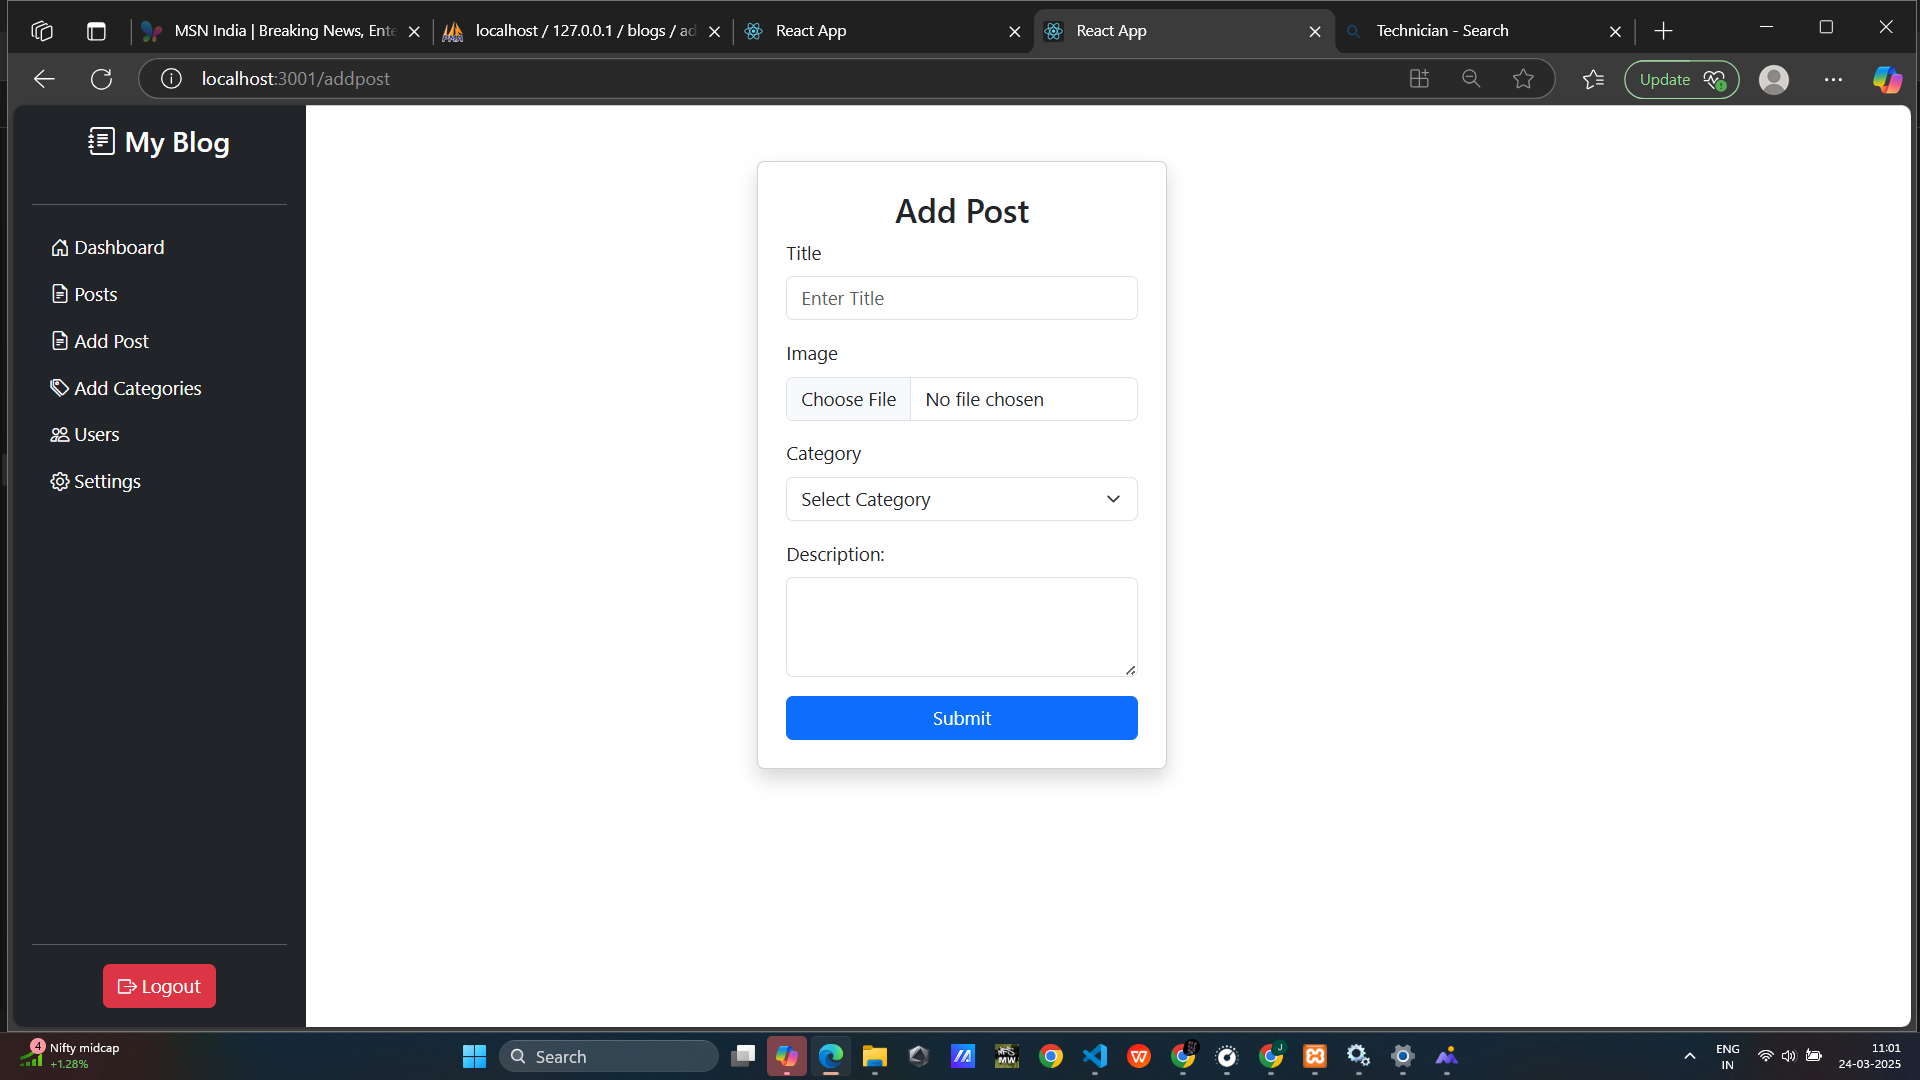 MSN India | Breaking News, Ente
localhost / 127.0.0.1 / blogs / ad
React App
React App
Technician - Search
localhost:3001/addpost
Update
My Blog
Dashboard
Posts
Add Post
Add Categories
Users
Settings
Logout
Add Post
Title
Enter Title
Image
Choose File
No file chosen
Category
Select Category
Description:
Submit
4
Nifty midcap
+1.28%
Search
MW
J
ENG
IN
11:01
24-03-2025